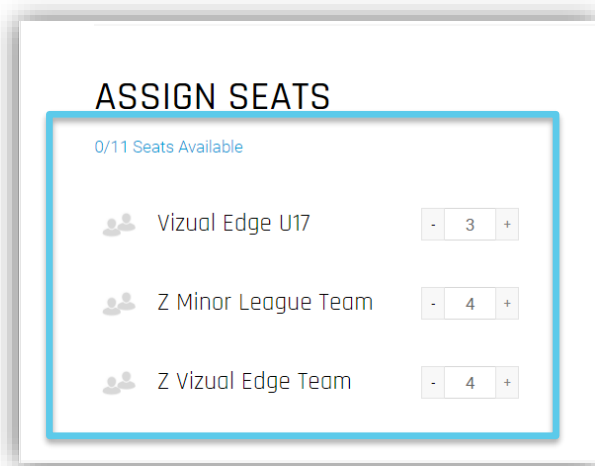 ASSIGN SEATS
0/11 Seats Available
Vizual Edge U17 - 3 +
Z Minor League Team - 4 +
Z Vizual Edge Team - 4 +